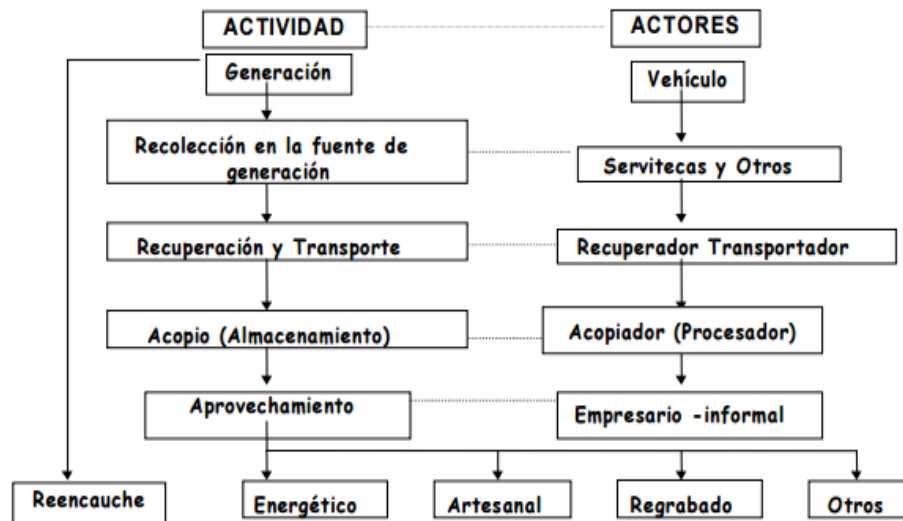 ACTIVIDAD
ACTORES
Generación
Vehículo
Recolección en la fuente de
generación
Servitecas y Otros
Recuperación y Transporte
Recuperador Transportador
Acopio (Almacenamiento)
Acopiador (Procesador)
Aprovechamiento
Empresario -informal
Reencauche
Energético
Artesanal
Regrabado
Otros